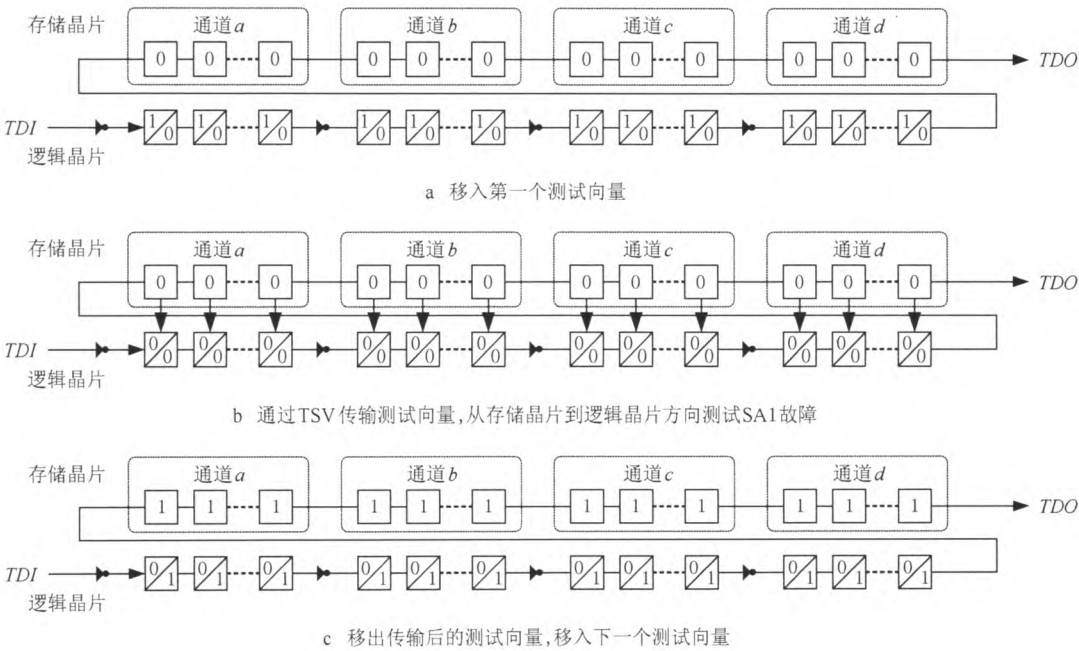 存储晶片 通道a 通道b 通道c 通道d
0 0 0 0 0 0 0 0 0 0 0 0 TDO
TDI 1/0 1/0 1/0 1/0 1/0 1/0 1/0 1/0 1/0 1/0 1/0 1/0
逻辑晶片
a 移入第一个测试向量
存储晶片 通道a 通道b 通道c 通道d
0 0 0 0 0 0 0 0 0 0 0 0 TDO
TDI 0/0 0/0 0/0 0/0 0/0 0/0 0/0 0/0 0/0 0/0 0/0 0/0
逻辑晶片
b 通过TSV传输测试向量,从存储晶片到逻辑晶片方向测试SA1故障
存储晶片 通道a 通道b 通道c 通道d
1 1 1 1 1 1 1 1 1 1 1 1 TDO
TDI 0/1 0/1 0/1 0/1 0/1 0/1 0/1 0/1 0/1 0/1 0/1 0/1
逻辑晶片
c 移出传输后的测试向量,移入下一个测试向量